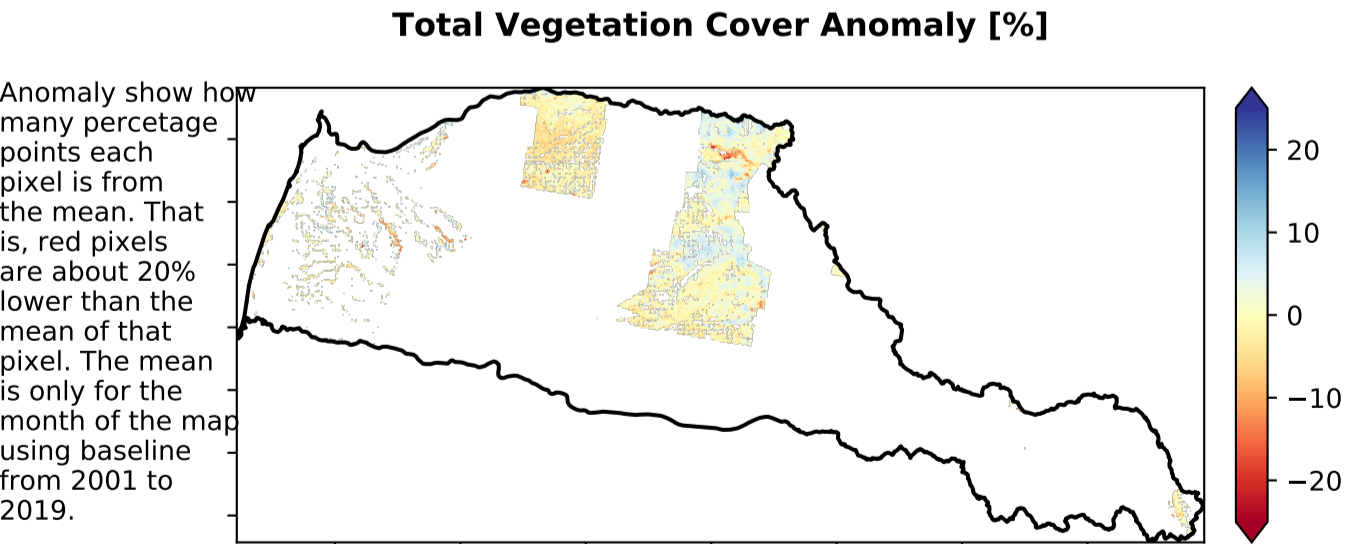 Total Vegetation Cover Anomaly [%]
Anomaly show how
many percetage
points each
pixel is from
the mean. That
is, red pixels
are about 20%
lower than the
mean of that
pixel. The mean
is only for the
month of the map
using baseline
from 2001 to
2019.
20
10
0
−10
−20